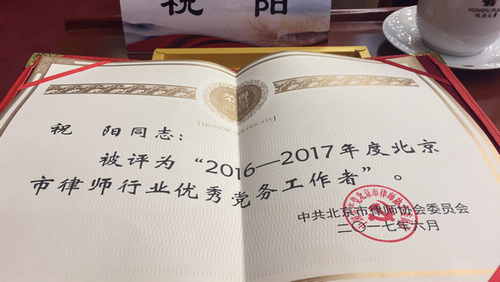 祝 阳
[HONOR CERTIFICATE]
祝 阳同志：
被评为“2016—2017年度北京
市律师行业优秀党务工作者”。
中共北京市律师协会委员会
二〇一七年六月